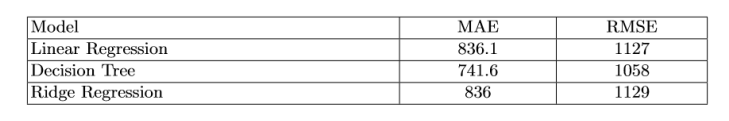 Model MAE RMSE
Linear Regression 836.1 1127
Decision Tree 741.6 1058
Ridge Regression 836 1129